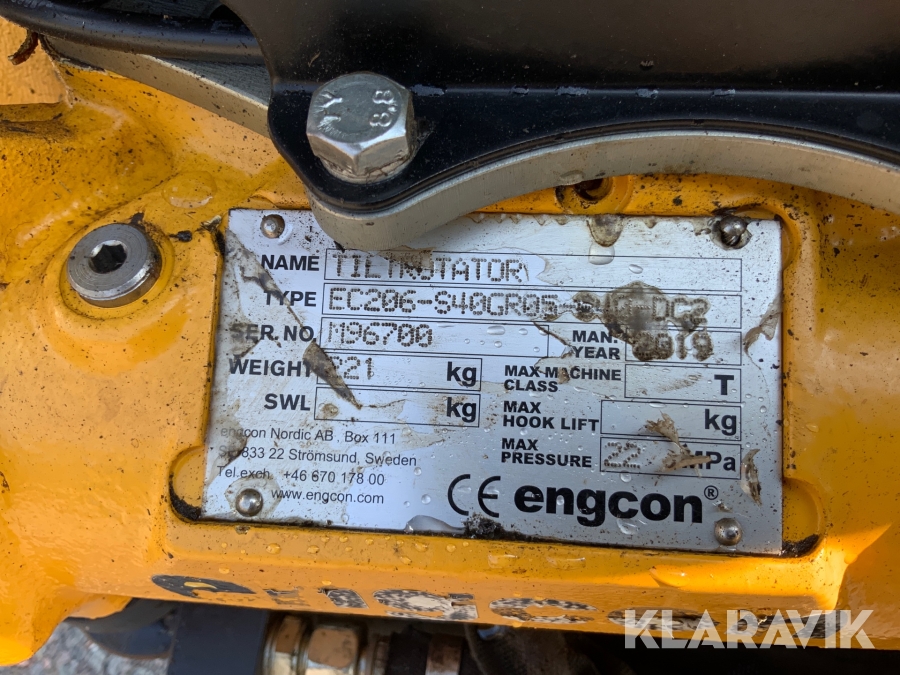 8.8
NAME TILTROTATOR
TYPE EC206-S40GR05- DC2
SER. NO. M96700 MAN. YEAR 2019
WEIGHT 221 kg MAX MACHINE CLASS T
SWL kg MAX HOOK LIFT kg
MAX PRESSURE 22 MPa
engcon Nordic AB, Box 111
833 22 Strömsund, Sweden
Tel.exch. +46 670 178 00
www.engcon.com
CE engcon®
KLARAVIK